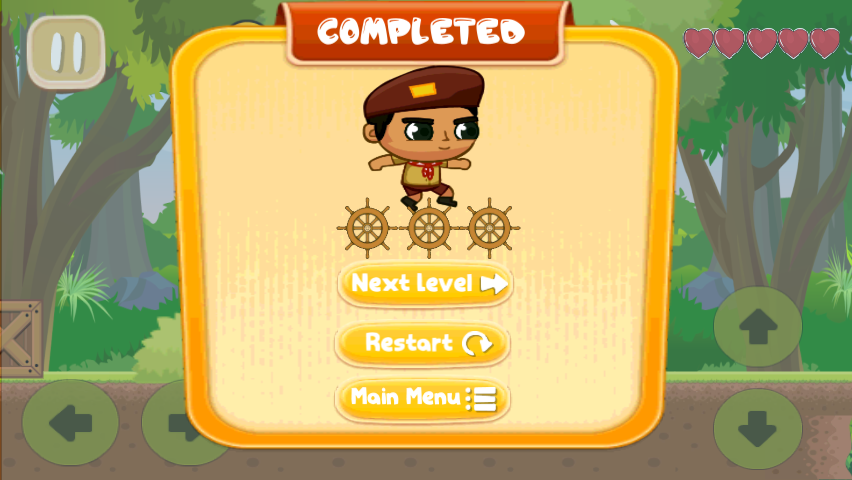 COMPLETED
Next Level
Restart
Main Menu